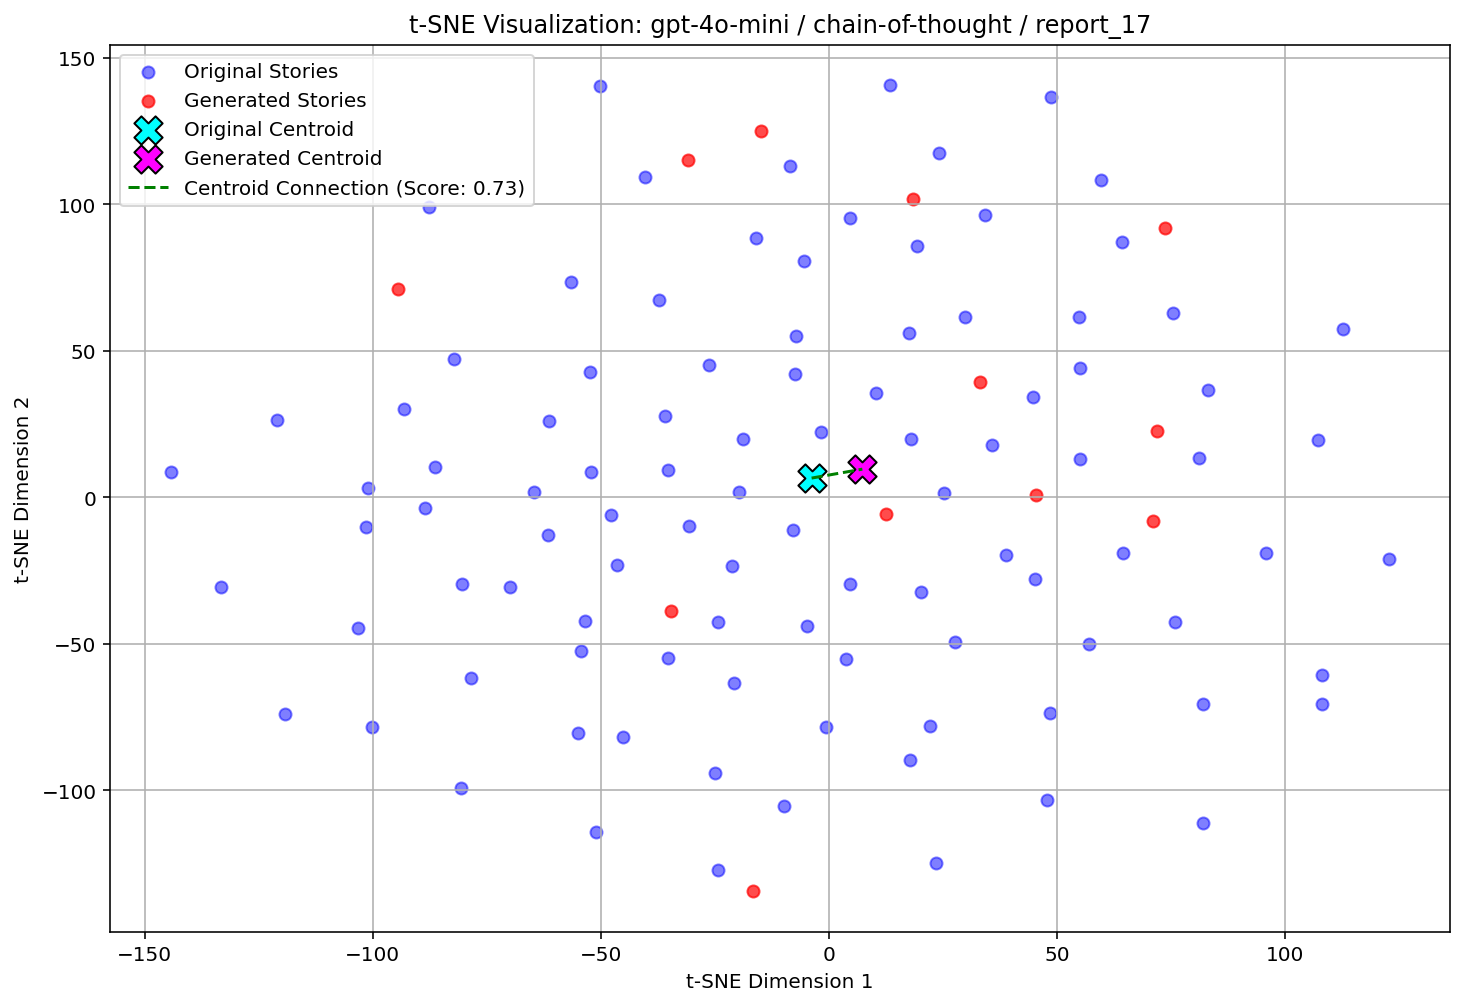 t-SNE Visualization: gpt-4o-mini / chain-of-thought / report_17
Original Stories
Generated Stories
Original Centroid
Generated Centroid
Centroid Connection (Score: 0.73)
150
100
50
0
−50
−100
t-SNE Dimension 2
−150
−100
−50
0
50
100
t-SNE Dimension 1